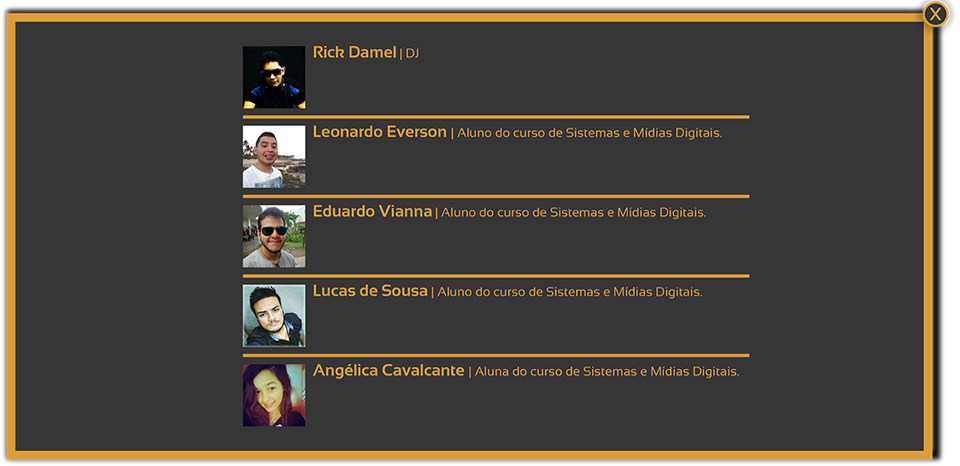 X
Rick Damel | DJ
Leonardo Everson | Aluno do curso de Sistemas e Mídias Digitais.
Eduardo Vianna | Aluno do curso de Sistemas e Mídias Digitais.
Lucas de Sousa | Aluno do curso de Sistemas e Mídias Digitais.
Angélica Cavalcante | Aluna do curso de Sistemas e Mídias Digitais.